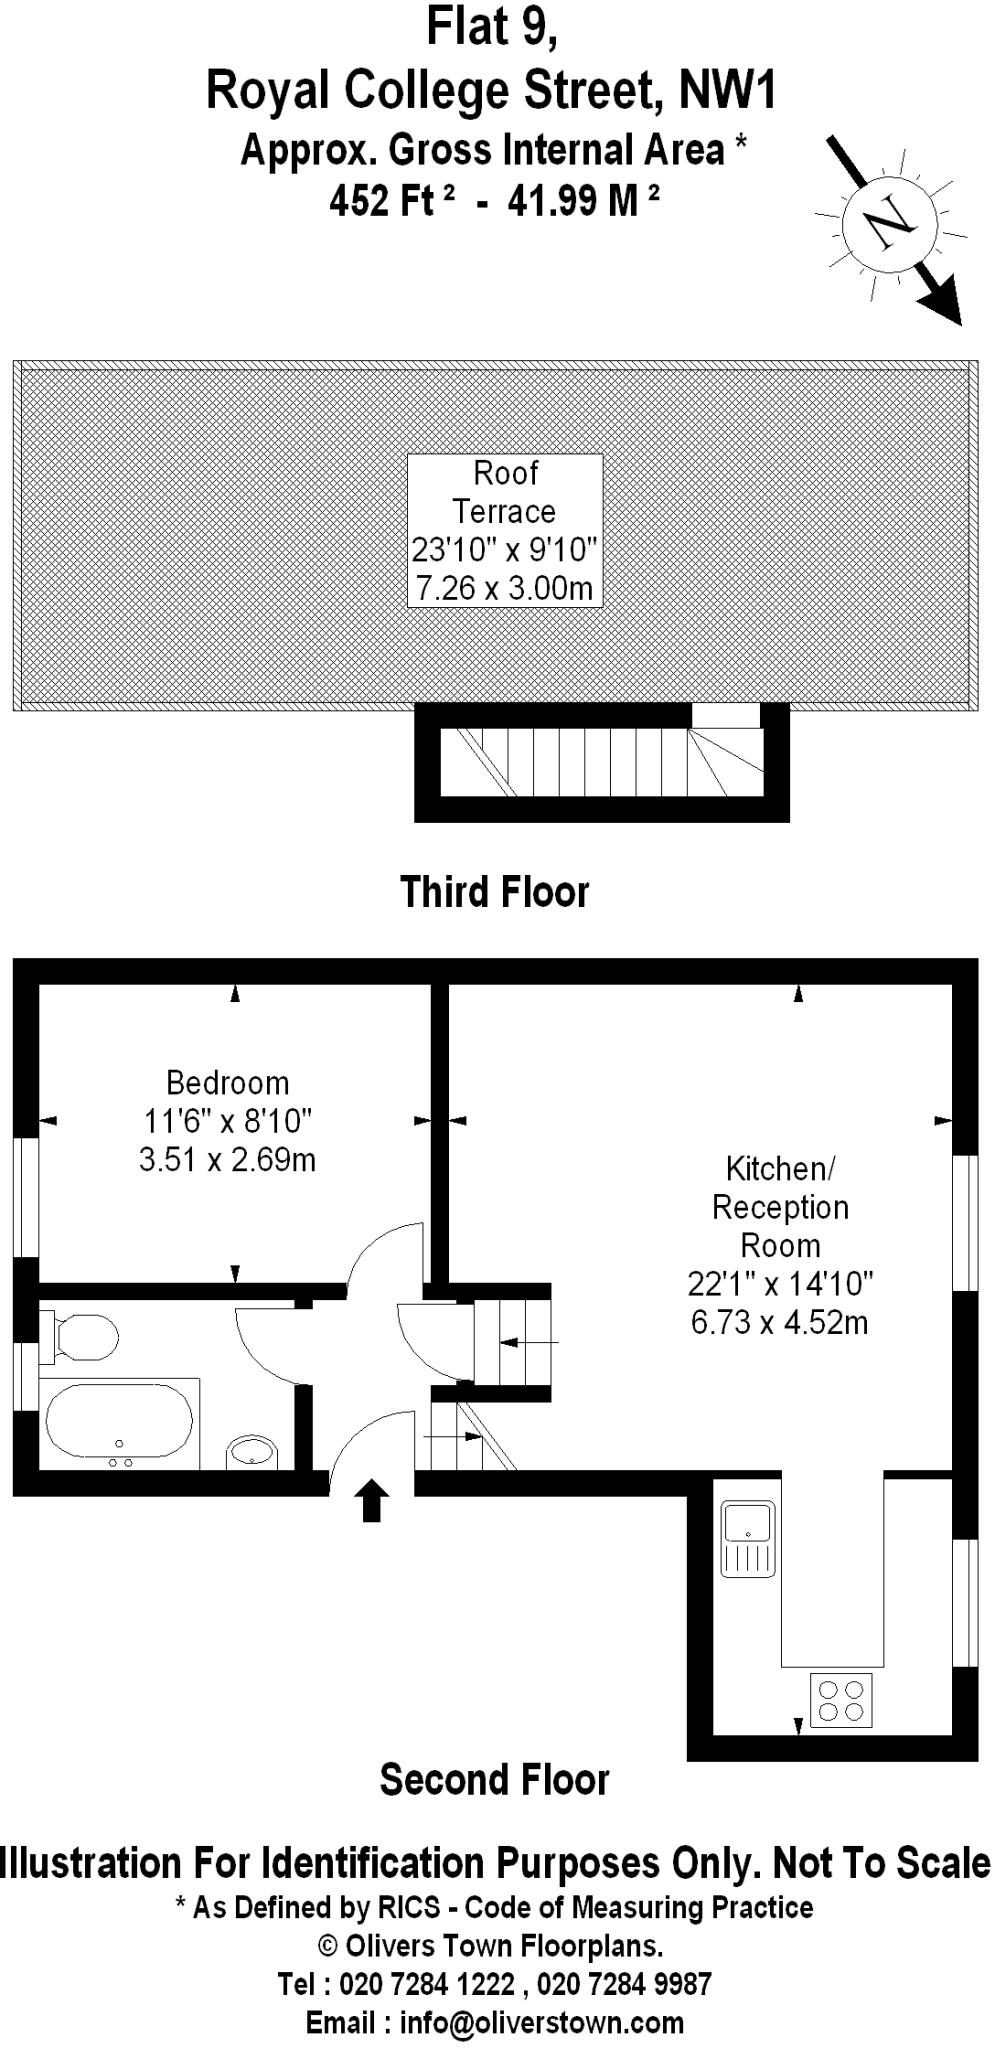 Flat 9,
Royal College Street, NW1
Approx. Gross Internal Area *
452 Ft ² - 41.99 M ²
N
Roof
Terrace
23'10" x 9'10"
7.26 x 3.00m
Third Floor
Bedroom
11'6" x 8'10"
3.51 x 2.69m
Kitchen/
Reception
Room
22'1" x 14'10"
6.73 x 4.52m
Second Floor
Illustration For Identification Purposes Only. Not To Scale
* As Defined by RICS - Code of Measuring Practice
© Olivers Town Floorplans.
Tel : 020 7284 1222 , 020 7284 9987
Email : info@oliverstown.com